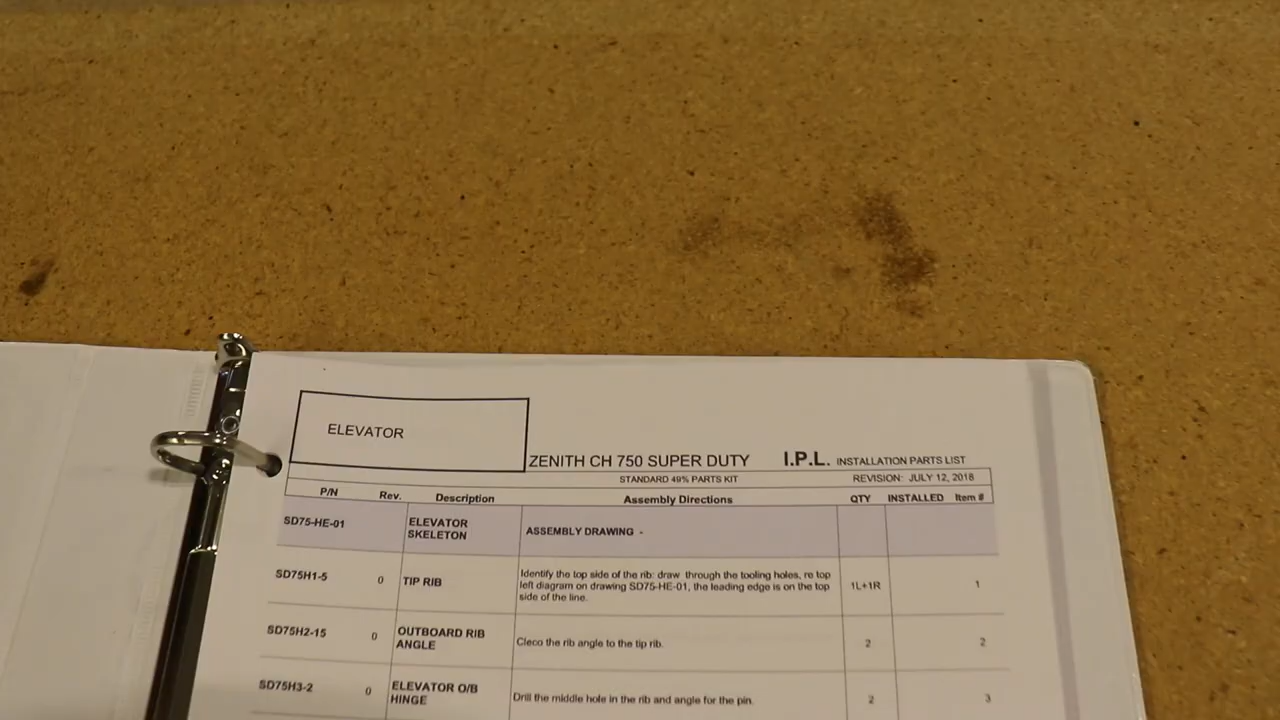 ELEVATOR
ZENITH CH 750 SUPER DUTY I.P.L. INSTALLATION PARTS LIST
STANDARD 49% PARTS KIT REVISION: JULY 12, 2018
P/N Rev. Description Assembly Directions QTY INSTALLED Item #
SD75-HE-01 ELEVATOR SKELETON ASSEMBLY DRAWING -
SD75H1-5 0 TIP RIB Identify the top side of the rib: draw through the tooling holes, re top
left diagram on drawing SD75-HE-01, the leading edge is on the top
side of the line. 1L+1R 1
SD75H2-15 0 OUTBOARD RIB ANGLE Cleco the rib angle to the tip rib. 2 2
SD75H3-2 0 ELEVATOR O/B HINGE Drill the middle hole in the rib and angle for the pin. 2 3